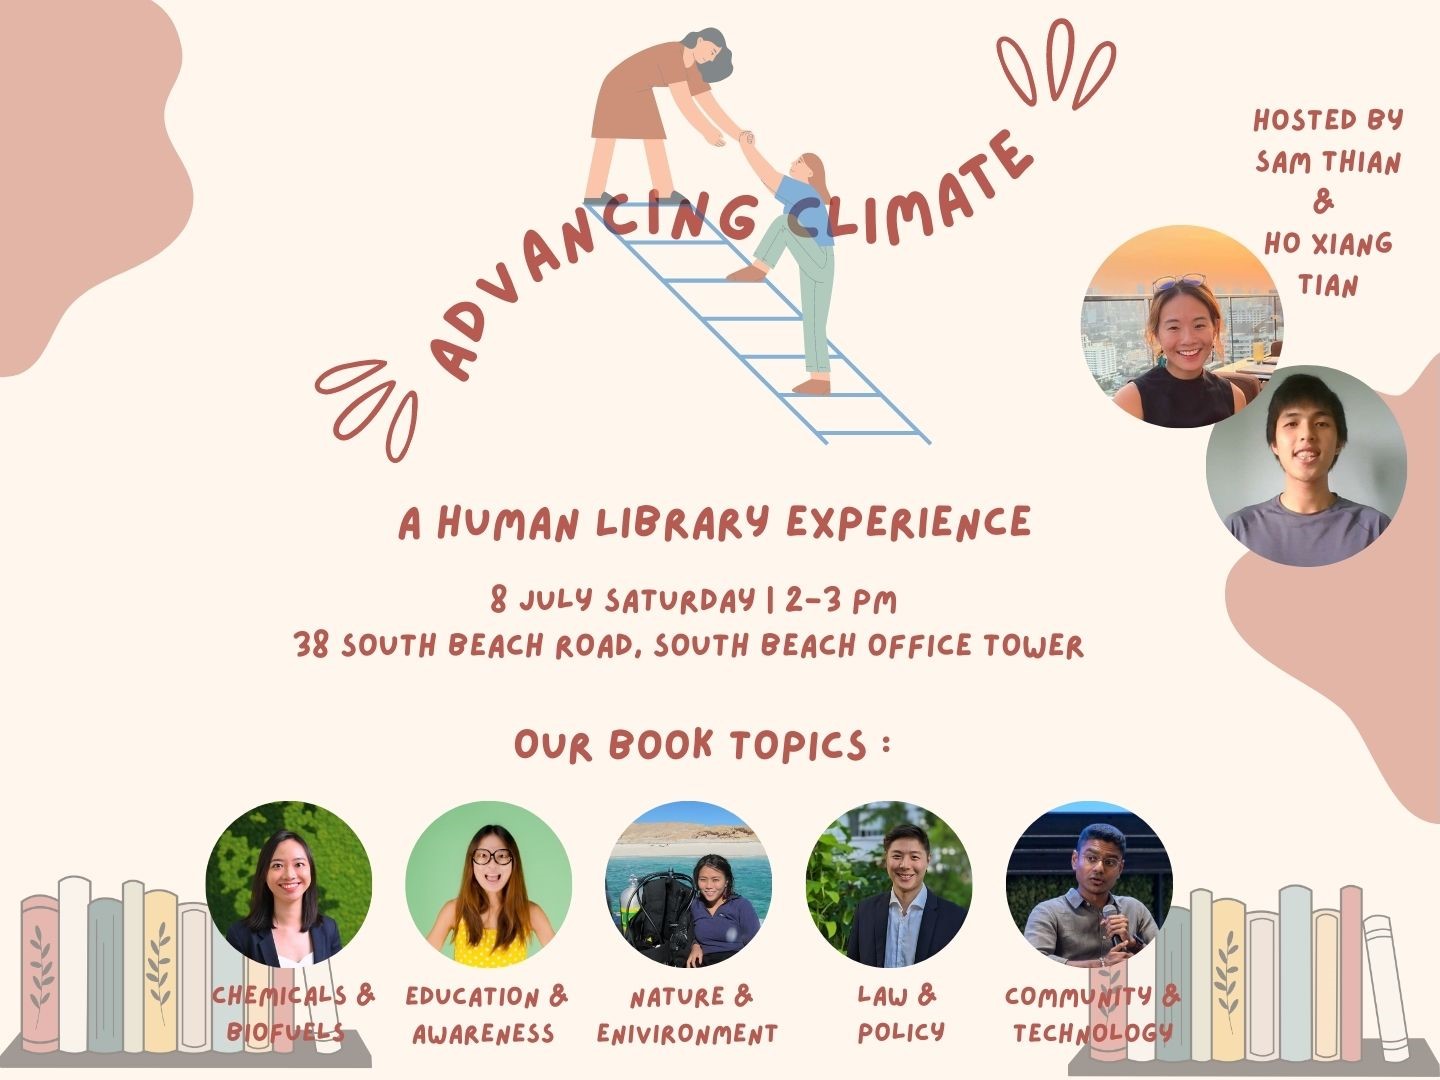 ADVANCING CLIMATE
HOSTED BY
SAM THIAN
&
HO XIANG
TIAN
A HUMAN LIBRARY EXPERIENCE
8 JULY SATURDAY | 2-3 PM
38 SOUTH BEACH ROAD, SOUTH BEACH OFFICE TOWER
OUR BOOK TOPICS :
CHEMICALS &
BIOFUELS
EDUCATION &
AWARENESS
NATURE &
ENIVIRONMENT
LAW &
POLICY
COMMUNITY &
TECHNOLOGY